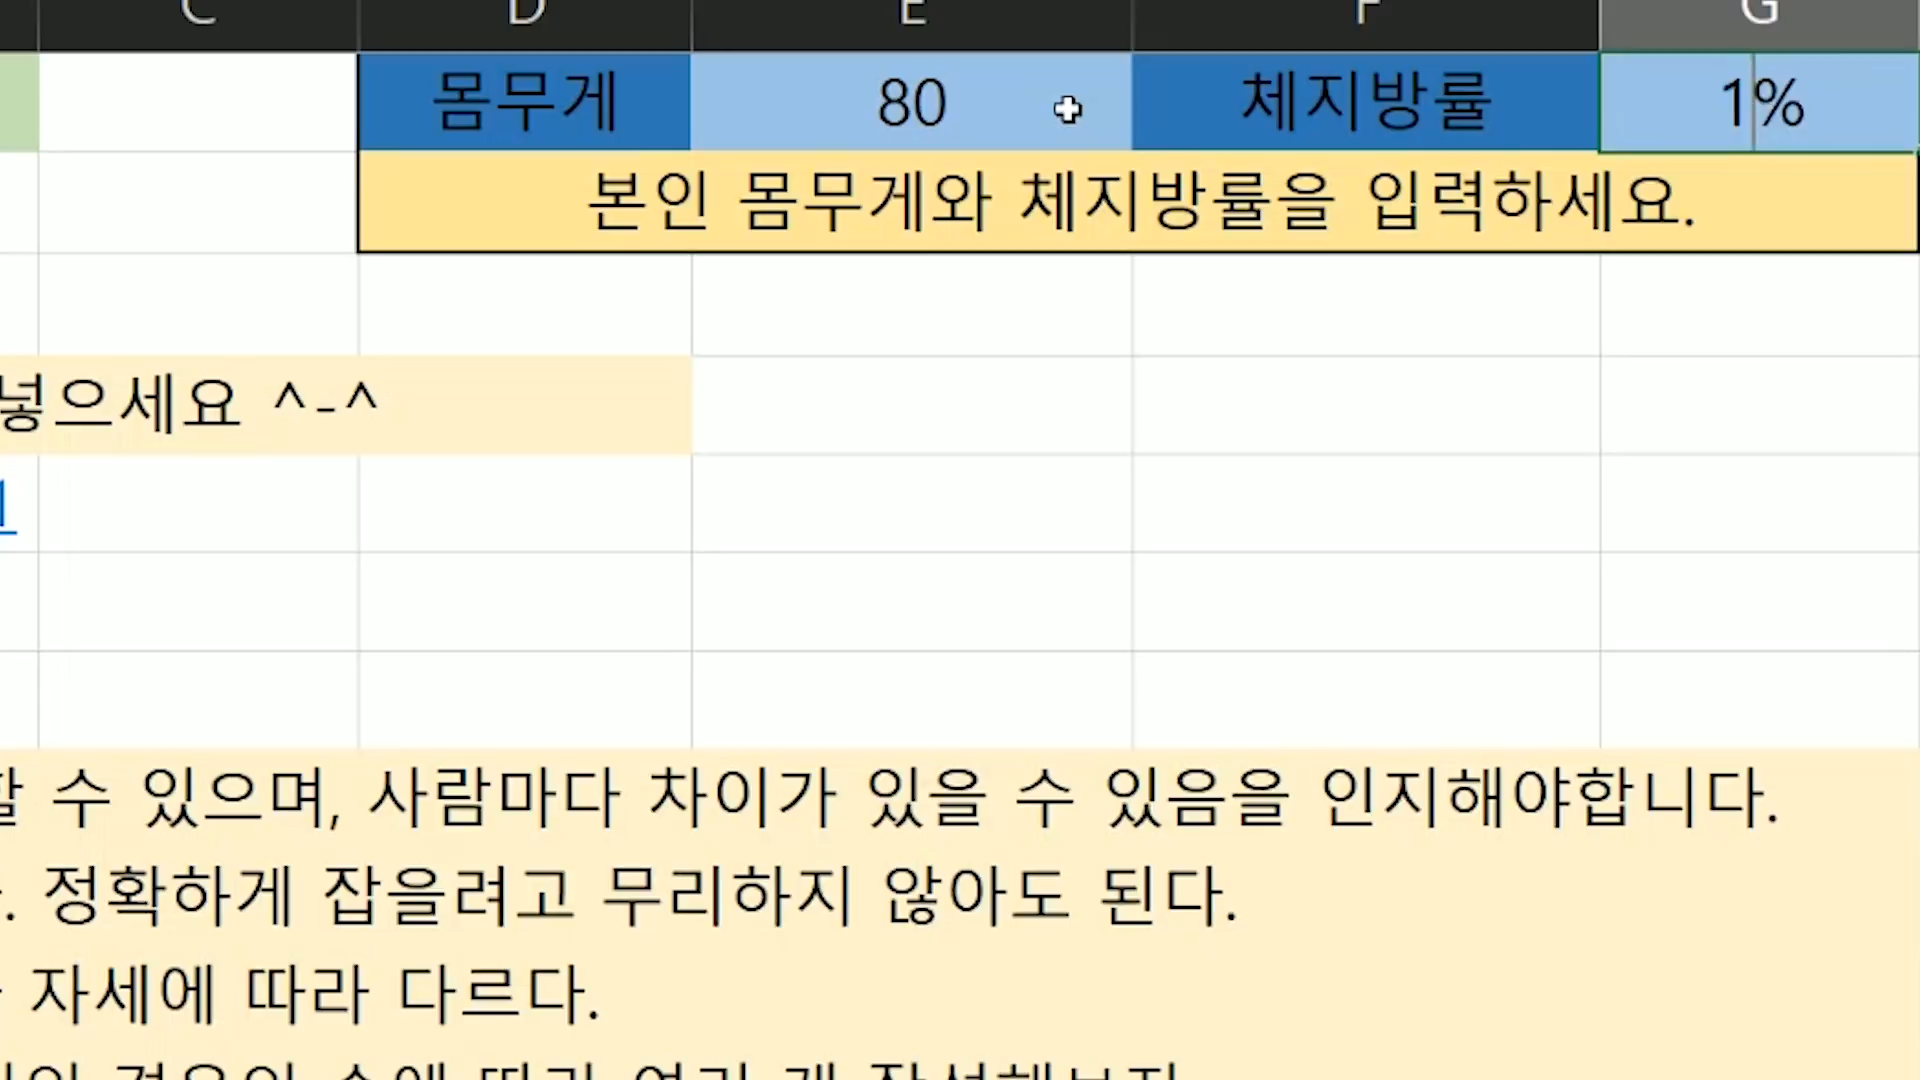 C D E F G
몸무게 80 체지방률 1%
본인 몸무게와 체지방률을 입력하세요.
넣으세요 ^-^
할 수 있으며, 사람마다 차이가 있을 수 있음을 인지해야합니다.
. 정확하게 잡을려고 무리하지 않아도 된다.
자세에 따라 다르다.